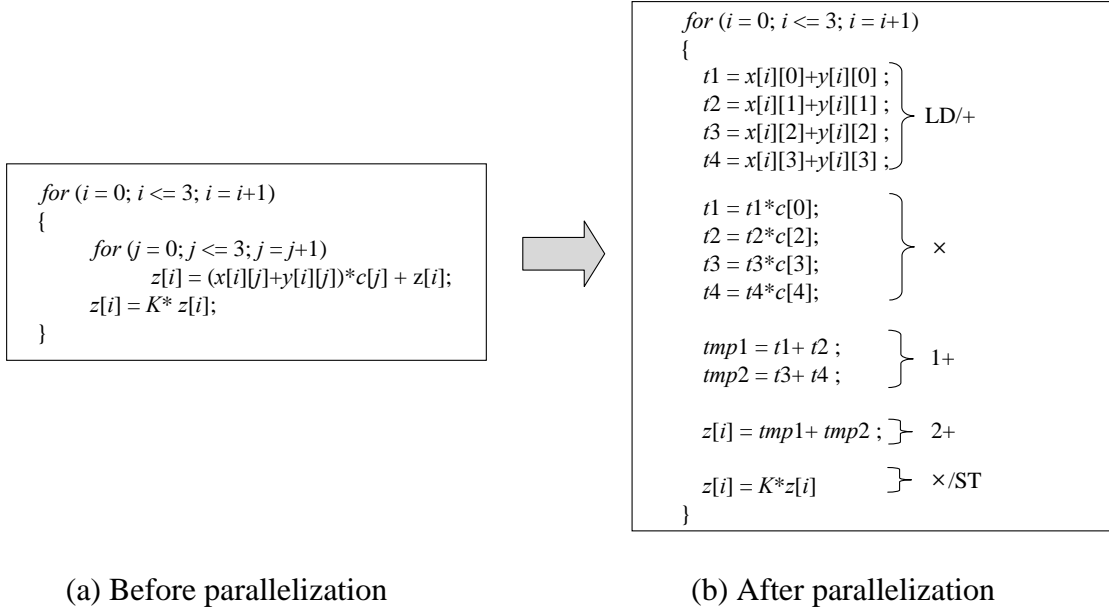 for (i = 0; i <= 3; i = i+1)
{
for (j = 0; j <= 3; j = j+1)
z[i] = (x[i][j]+y[i][j])*c[j] + z[i];
z[i] = K* z[i];
}
(a) Before parallelization
for (i = 0; i <= 3; i = i+1)
{
t1 = x[i][0]+y[i][0] ;
t2 = x[i][1]+y[i][1] ;
t3 = x[i][2]+y[i][2] ;
t4 = x[i][3]+y[i][3] ;
LD/+
t1 = t1*c[0];
t2 = t2*c[2];
t3 = t3*c[3];
t4 = t4*c[4];
×
tmp1 = t1+ t2 ;
tmp2 = t3+ t4 ;
1+
z[i] = tmp1+ tmp2 ;
2+
z[i] = K*z[i]
×/ST
}
(b) After parallelization